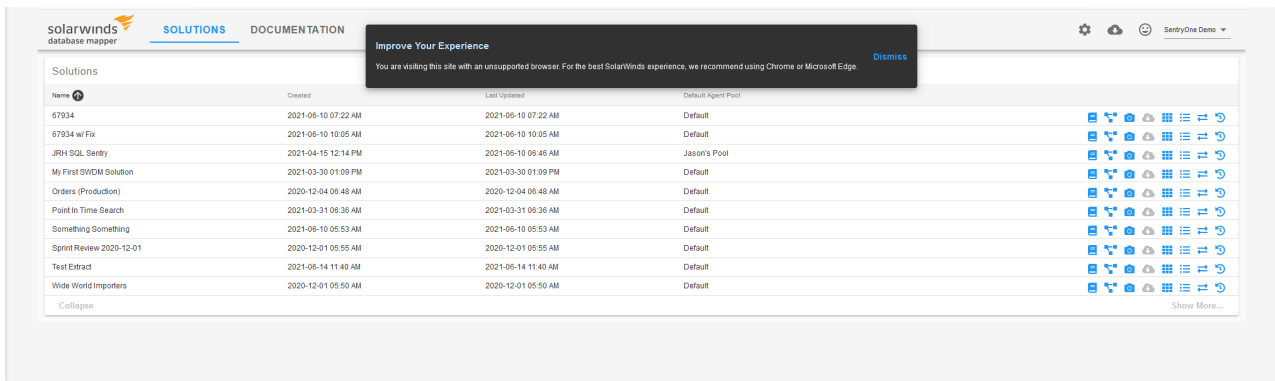 solarwinds
database mapper
SOLUTIONS
DOCUMENTATION
SentryOne Demo
Improve Your Experience
You are visiting this site with an unsupported browser. For the best SolarWinds experience, we recommend using Chrome or Microsoft Edge.
Dismiss
Solutions
Name Created Last Updated Default Agent Pool
67934 2021-06-10 07:22 AM 2021-06-10 07:22 AM Default
67934 w/ Fix 2021-06-10 10:05 AM 2021-06-10 10:05 AM Default
JRH SQL Sentry 2021-04-15 12:14 PM 2021-06-10 06:46 AM Jason's Pool
My First SWDM Solution 2021-03-30 01:09 PM 2021-03-30 01:09 PM Default
Orders (Production) 2020-12-04 06:48 AM 2020-12-04 06:48 AM Default
Point In Time Search 2021-03-31 06:36 AM 2021-03-31 06:36 AM Default
Something Something 2021-06-10 05:53 AM 2021-06-10 05:53 AM Default
Sprint Review 2020-12-01 2020-12-01 05:55 AM 2020-12-01 05:55 AM Default
Test Extract 2021-06-14 11:40 AM 2021-06-14 11:40 AM Default
Wide World Importers 2020-12-01 05:50 AM 2020-12-01 05:50 AM Default
Collapse
Show More...